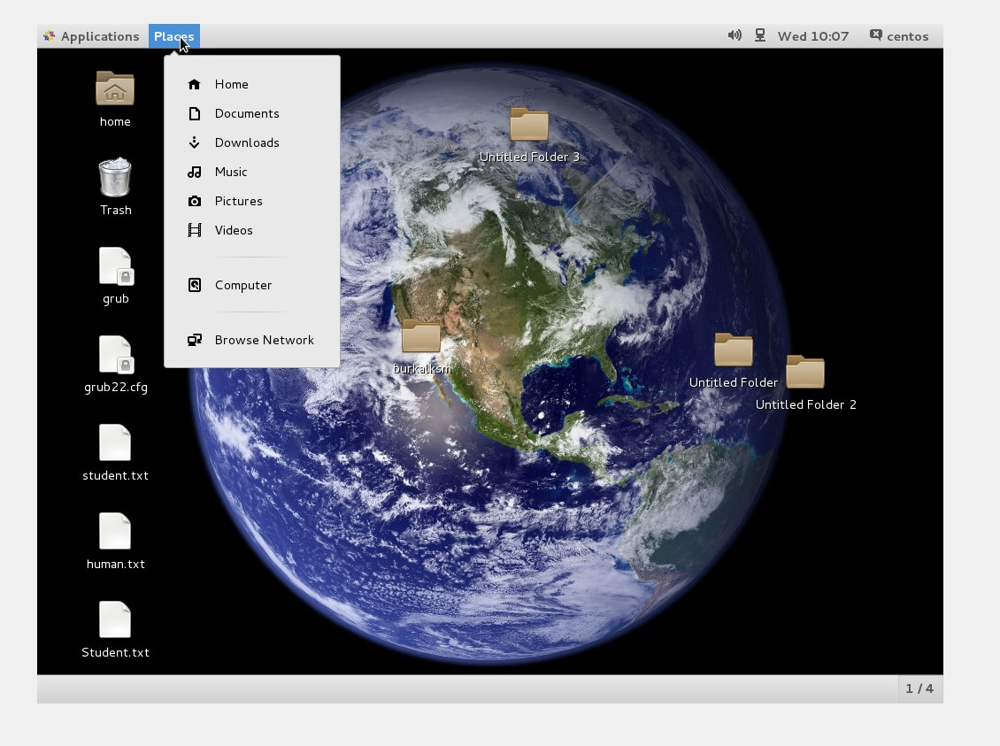 Applications
Places
Wed 10:07
centos
Home
Documents
Downloads
Music
Pictures
Videos
Computer
Browse Network
home
Trash
grub
grub22.cfg
student.txt
human.txt
Student.txt
Untitled Folder 3
burkalksm
Untitled Folder
Untitled Folder 2
1 / 4